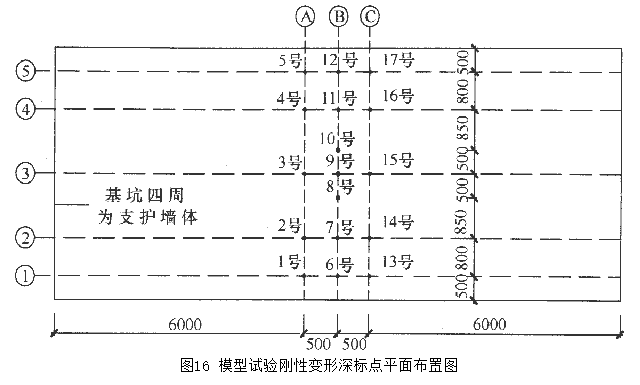 A B C
5号 12号 17号
⑤
500
800
4号 11号 16号
④
850
10号
9号
500
3号 15号
③
8号
500
基坑四周
为支护墙体
850
2号 7号 14号
②
800
1号 6号 13号
①
500
6000 500 500 6000
图16 模型试验刚性变形深标点平面布置图